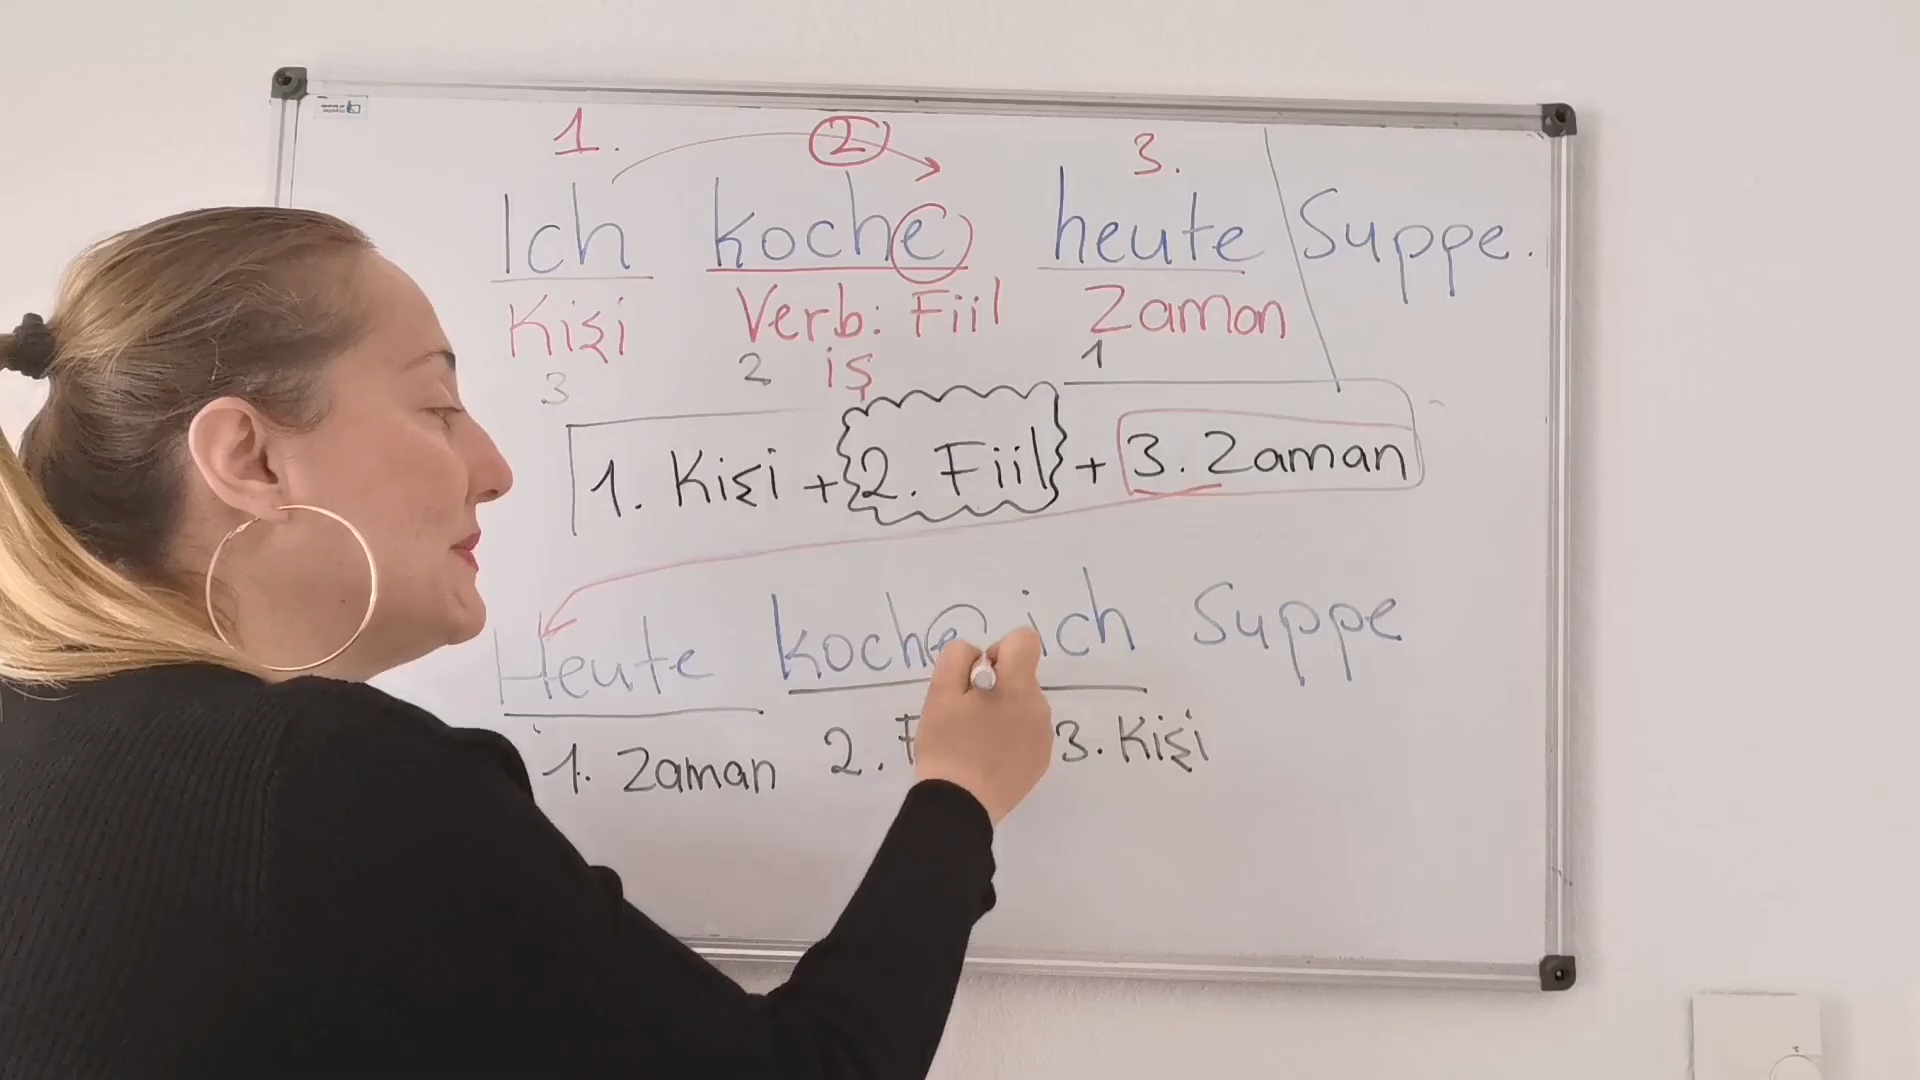 1. 2 3.
Ich koche heute Suppe.
Kişi Verb: Fiil Zaman
3 2 iş 1
1. Kişi + 2. Fiil + 3. Zaman
Heute koche ich Suppe
1. Zaman 2. 3. Kişi